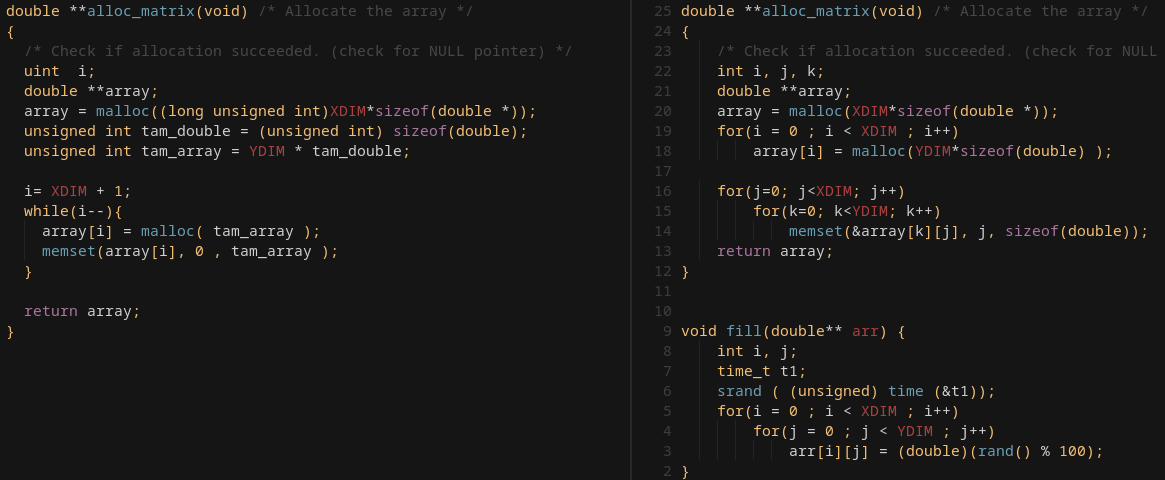 double **alloc_matrix(void) /* Allocate the array */
{
  /* Check if allocation succeeded. (check for NULL pointer) */
  uint  i;
  double **array;
  array = malloc((long unsigned int)XDIM*sizeof(double *));
  unsigned int tam_double = (unsigned int) sizeof(double);
  unsigned int tam_array = YDIM * tam_double;

  i= XDIM + 1;
  while(i--){
    array[i] = malloc( tam_array );
    memset(array[i], 0 , tam_array );
  }

  return array;
}
25 double **alloc_matrix(void) /* Allocate the array */
24 {
23     /* Check if allocation succeeded. (check for NULL
22     int i, j, k;
21     double **array;
20     array = malloc(XDIM*sizeof(double *));
19     for(i = 0 ; i < XDIM ; i++)
18         array[i] = malloc(YDIM*sizeof(double) );
17
16     for(j=0; j<XDIM; j++)
15         for(k=0; k<YDIM; k++)
14             memset(&array[k][j], j, sizeof(double));
13     return array;
12 }
11
10
9 void fill(double** arr) {
8     int i, j;
7     time_t t1;
6     srand ( (unsigned) time (&t1));
5     for(i = 0 ; i < XDIM ; i++)
4         for(j = 0 ; j < YDIM ; j++)
3             arr[i][j] = (double)(rand() % 100);
2 }